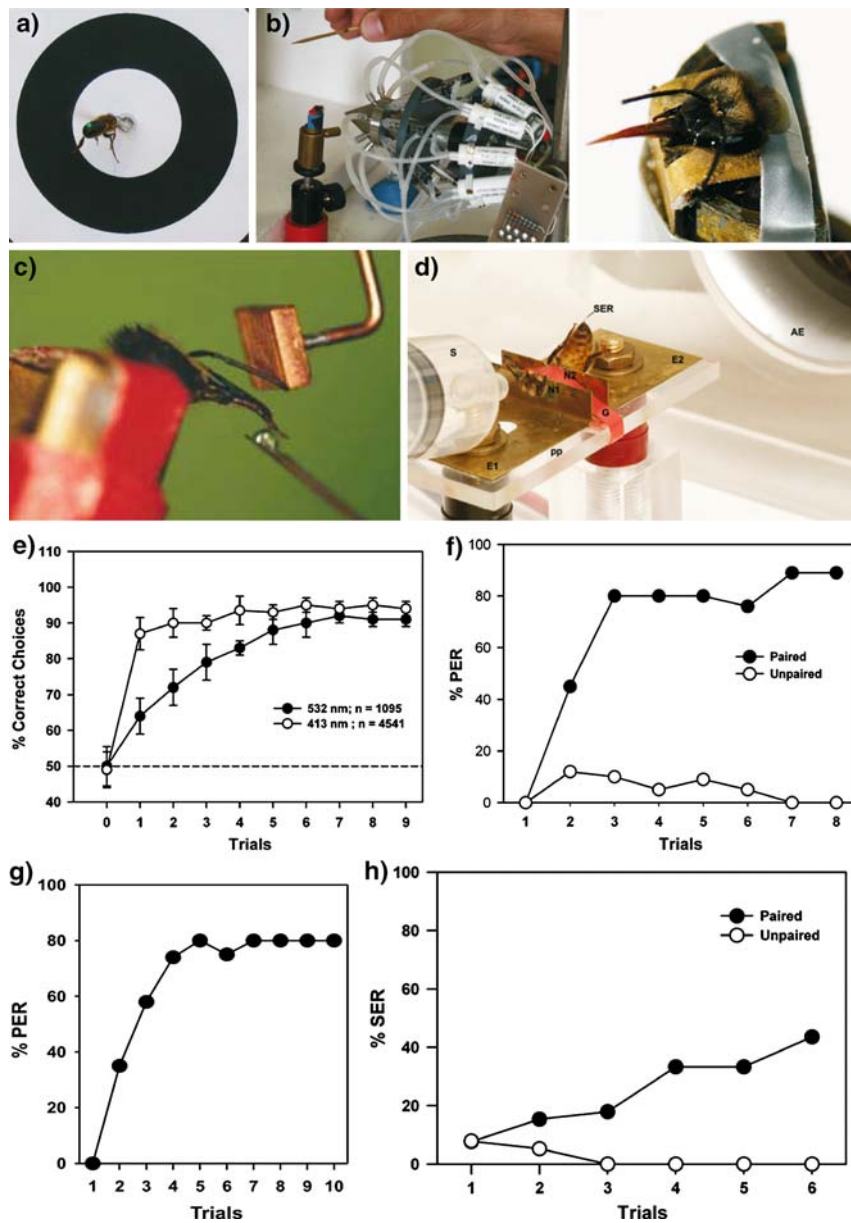 a)
b)
c)
d)
SER
S
AE
E2
N2
N1
G
pp
E1
e)
110
100
90
80
70
60
50
40
% Correct Choices
532 nm; n = 1095
413 nm ; n = 4541
0 1 2 3 4 5 6 7 8 9
Trials
f)
100
80
60
40
20
0
% PER
Paired
Unpaired
1 2 3 4 5 6 7 8
Trials
g)
100
80
60
40
20
0
% PER
1 2 3 4 5 6 7 8 9 10
Trials
h)
100
80
60
40
20
0
% SER
Paired
Unpaired
1 2 3 4 5 6
Trials